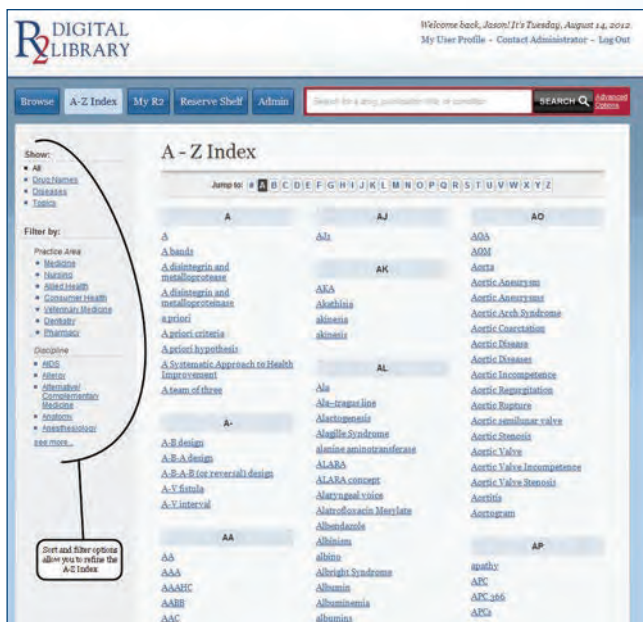 R2 DIGITAL
LIBRARY
Welcome back, Jason! It's Tuesday, August 14, 2012
My User Profile - Contact Administrator - Log Out
Browse
A-Z Index
My R2
Reserve Shelf
Admin
Search for a drug, publication title, or condition
SEARCH
Advanced
Options
Show:
All
Drug Names
Diseases
Topics
Filter by:
Practice Area
Medicine
Nursing
Allied Health
Consumer Health
Veterinary Medicine
Dentistry
Pharmacy
Discipline
AIDS
Allergy
Alternative/
Complementary
Medicine
Anatomy
Anesthesiology
see more...
Sort and filter options
allow you to refine the
A-Z Index
A - Z Index
Jump to: # A B C D E F G H I J K L M N O P Q R S T U V W X Y Z
A
A
A bands
A disintegrin and
metalloprotease
A disintegrin and
metalloproteinase
a priori
A priori criteria
A priori hypothesis
A Systematic Approach to Health
Improvement
A team of three
A-
A-B design
A-B-A design
A-B-A-B (or reversal) design
A-V fistula
A-V interval
AA
AA
AAA
AAAHC
AABB
AAC
AJ
AJ1
AK
AKA
Akathisia
akinesia
akinesis
AL
Ala
Ala-tragus line
Alactogenesis
Alagille Syndrome
alanine aminotransferase
ALARA
ALARA concept
Alaryngeal voice
Alatrofloxacin Mesylate
Albendazole
Albinism
albino
Albright Syndrome
Albumin
Albuminemia
albumins
AO
AOA
AOM
Aorta
Aortic Aneurysm
Aortic Aneurysms
Aortic Arch Syndrome
Aortic Coarctation
Aortic Disease
Aortic Diseases
Aortic Incompetence
Aortic Regurgitation
Aortic Rupture
Aortic semilunar valve
Aortic Stenosis
Aortic Valve
Aortic Valve Incompetence
Aortic Valve Stenosis
Aortitis
Aortogram
AP
apathy
APC
APC 366
APCs